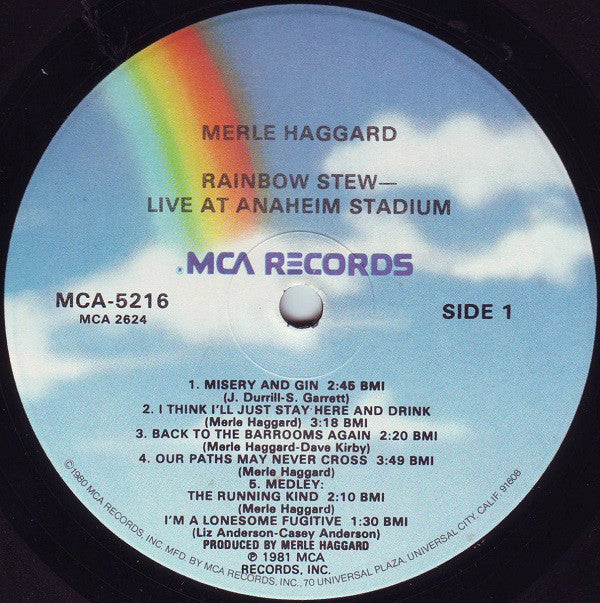 MERLE HAGGARD
RAINBOW STEW—
LIVE AT ANAHEIM STADIUM
MCA RECORDS
MCA-5216
MCA 2624
SIDE 1
1. MISERY AND GIN 2:45 BMI
(J. Durrill-S. Garrett)
2. I THINK I'LL JUST STAY HERE AND DRINK
(Merle Haggard) 3:18 BMI
3. BACK TO THE BARROOMS AGAIN 2:20 BMI
(Merle Haggard-Dave Kirby)
4. OUR PATHS MAY NEVER CROSS 3:49 BMI
(Merle Haggard)
5. MEDLEY:
THE RUNNING KIND 2:10 BMI
(Merle Haggard)
I'M A LONESOME FUGITIVE 1:30 BMI
(Liz Anderson-Casey Anderson)
PRODUCED BY MERLE HAGGARD
℗ 1981 MCA
RECORDS, INC.
©1980 MCA RECORDS, INC. MFD. BY MCA RECORDS, INC., 70 UNIVERSAL PLAZA, UNIVERSAL CITY, CALIF. 91608